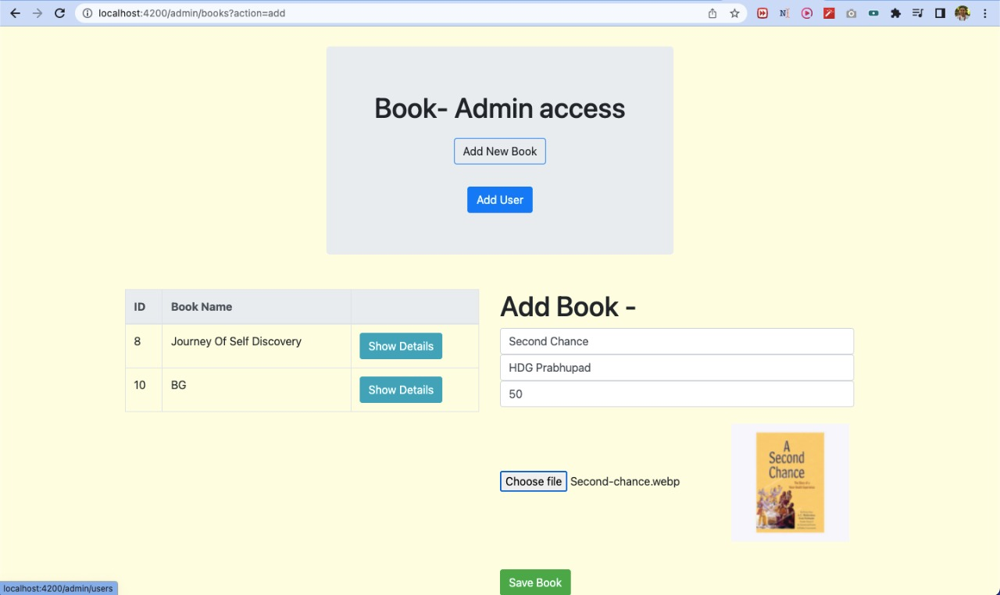 localhost:4200/admin/books?action=add
Book- Admin access
Add New Book
Add User
ID Book Name
8 Journey Of Self Discovery Show Details
10 BG Show Details
Add Book -
Second Chance
HDG Prabhupad
50
Choose file Second-chance.webp
A
Second
Chance
Save Book
localhost:4200/admin/users